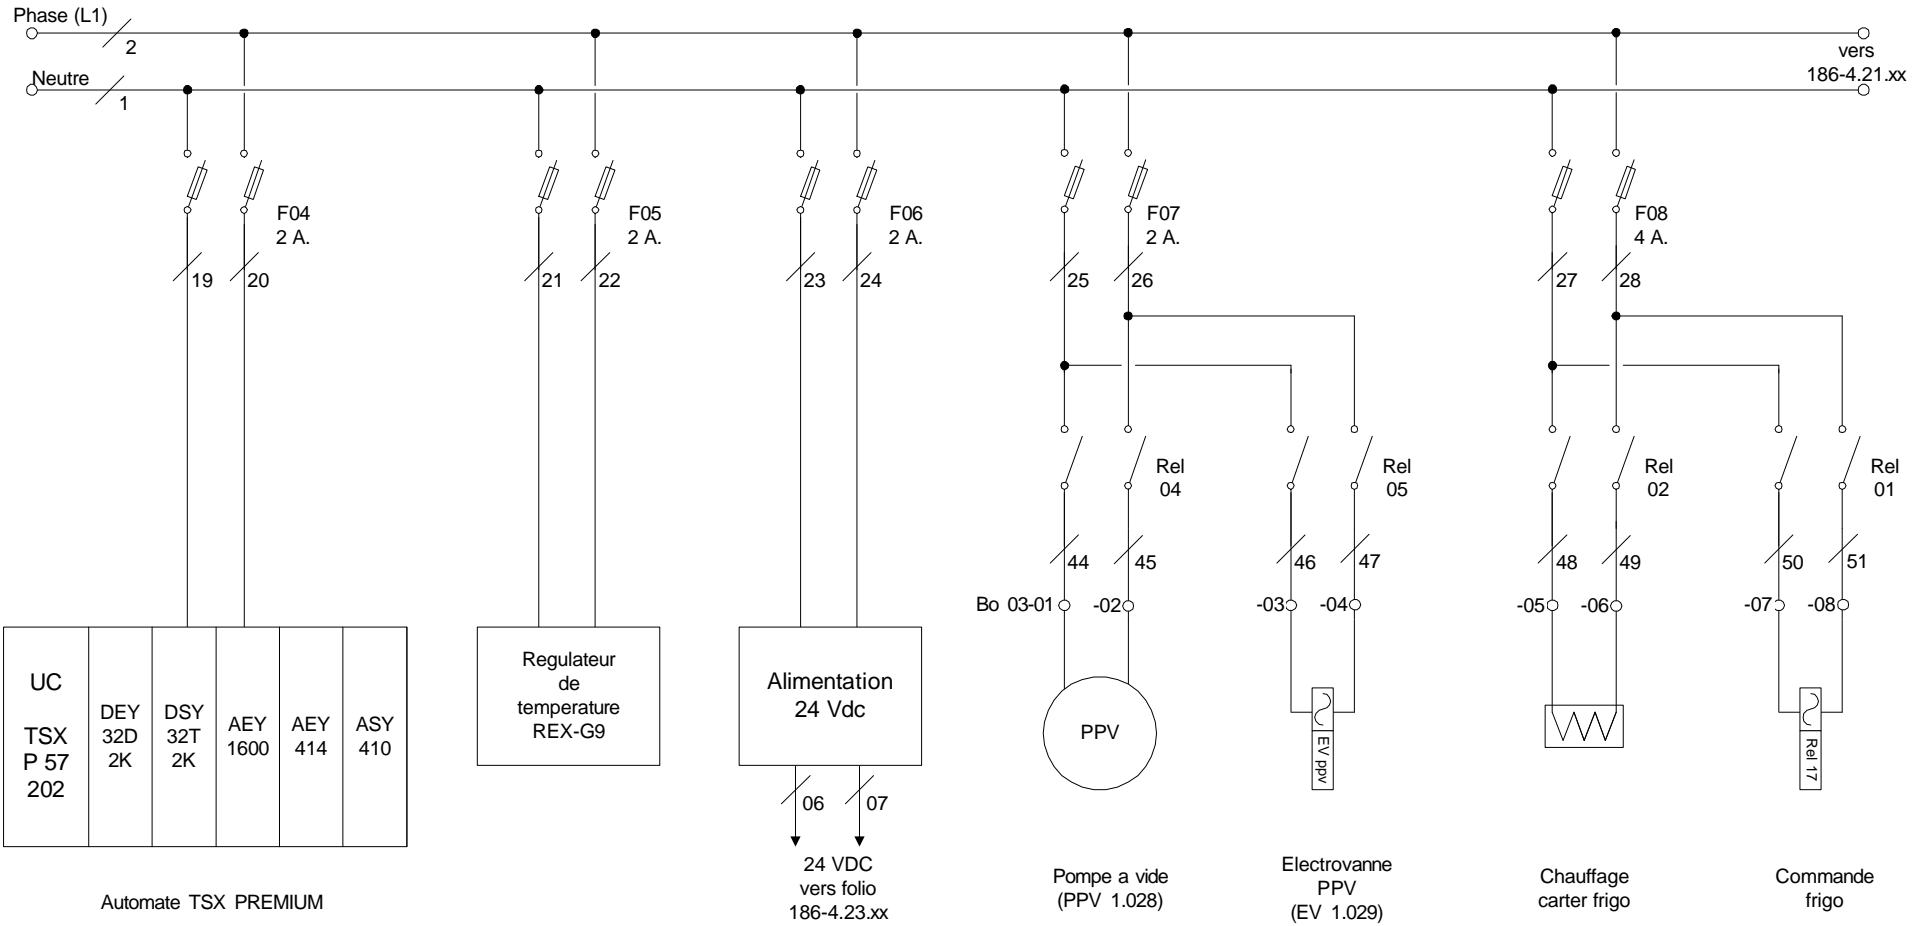 Phase (L1)
2
Neutre
1
vers
186-4.21.xx
F04
2 A.
F05
2 A.
F06
2 A.
F07
2 A.
F08
4 A.
19
20
21
22
23
24
25
26
27
28
Rel
04
Rel
05
Rel
02
Rel
01
44
45
46
47
48
49
50
51
Bo 03-01
-02
-03
-04
-05
-06
-07
-08
UC
TSX
P 57
202
DEY
32D
2K
DSY
32T
2K
AEY
1600
AEY
414
ASY
410
Regulateur
de
temperature
REX-G9
Alimentation
24 Vdc
PPV
EV ppv
Rel 17
06
07
24 VDC
vers folio
186-4.23.xx
Automate TSX PREMIUM
Pompe a vide
(PPV 1.028)
Electrovanne
PPV
(EV 1.029)
Chauffage
carter frigo
Commande
frigo